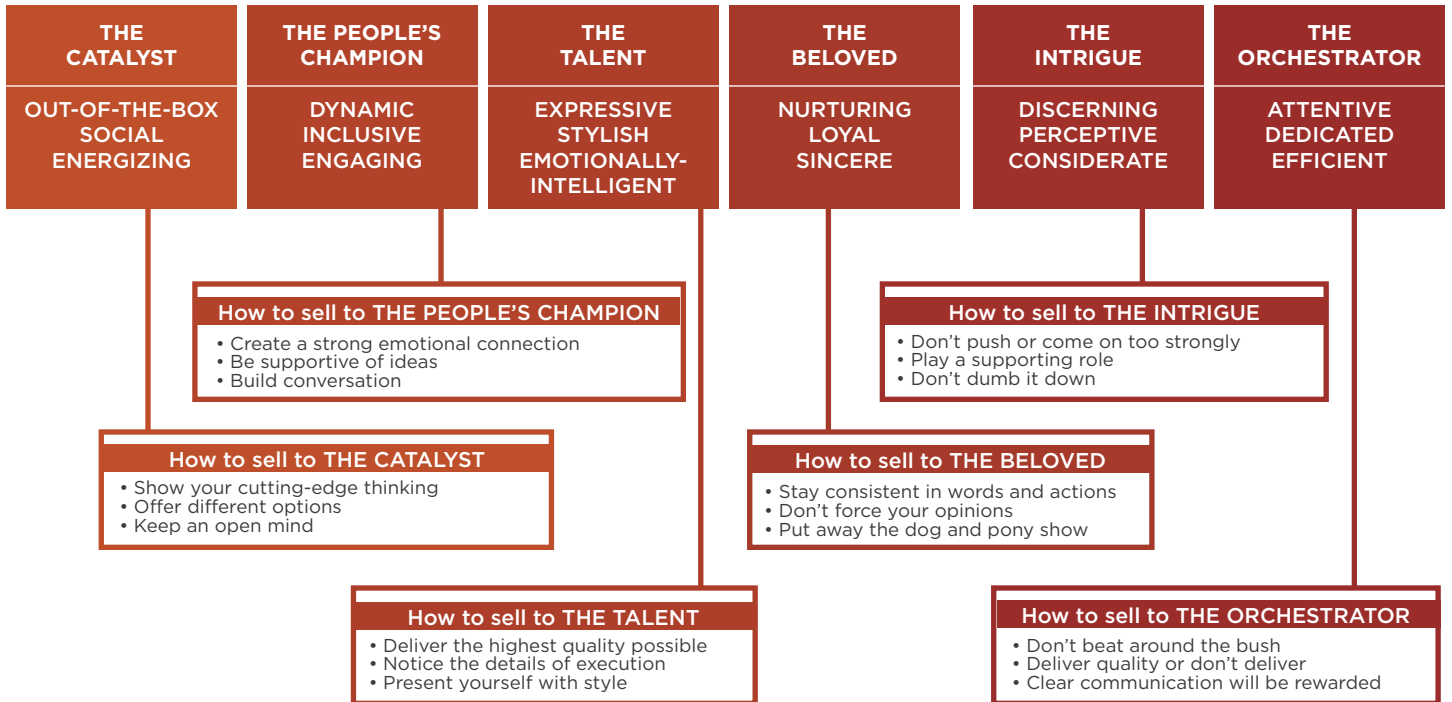 THE
CATALYST
OUT-OF-THE-BOX
SOCIAL
ENERGIZING
THE PEOPLE’S
CHAMPION
DYNAMIC
INCLUSIVE
ENGAGING
THE
TALENT
EXPRESSIVE
STYLISH
EMOTIONALLY-
INTELLIGENT
THE
BELOVED
NURTURING
LOYAL
SINCERE
THE
INTRIGUE
DISCERNING
PERCEPTIVE
CONSIDERATE
THE
ORCHESTRATOR
ATTENTIVE
DEDICATED
EFFICIENT
How to sell to THE PEOPLE’S CHAMPION
• Create a strong emotional connection
• Be supportive of ideas
• Build conversation
How to sell to THE INTRIGUE
• Don’t push or come on too strongly
• Play a supporting role
• Don’t dumb it down
How to sell to THE CATALYST
• Show your cutting-edge thinking
• Offer different options
• Keep an open mind
How to sell to THE BELOVED
• Stay consistent in words and actions
• Don’t force your opinions
• Put away the dog and pony show
How to sell to THE TALENT
• Deliver the highest quality possible
• Notice the details of execution
• Present yourself with style
How to sell to THE ORCHESTRATOR
• Don’t beat around the bush
• Deliver quality or don’t deliver
• Clear communication will be rewarded